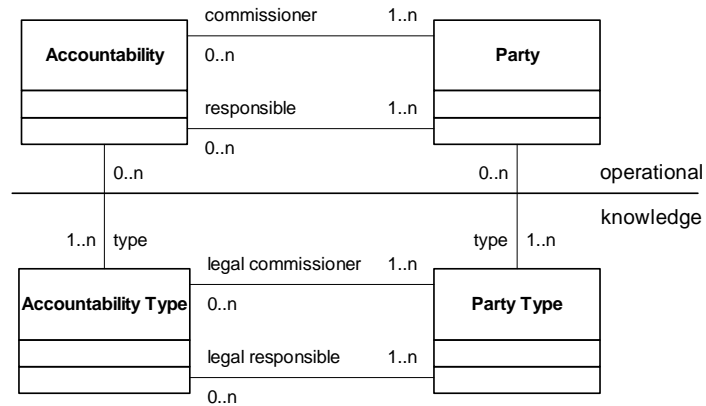 commissioner 1..n
Accountability Party
0..n
responsible 1..n
0..n
0..n 0..n operational
knowledge
1..n type type 1..n
legal commissioner 1..n
Accountability Type Party Type
0..n
legal responsible 1..n
0..n